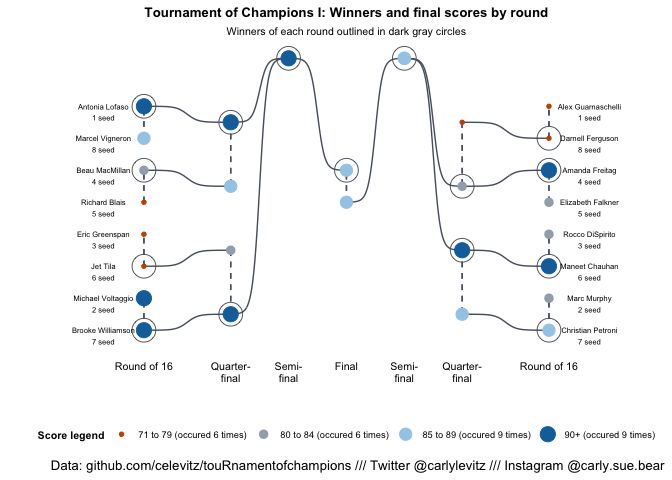 Tournament of Champions I: Winners and final scores by round
Winners of each round outlined in dark gray circles
Antonia Lofaso
1 seed
Marcel Vigneron
8 seed
Beau MacMillan
4 seed
Richard Blais
5 seed
Eric Greenspan
3 seed
Jet Tila
6 seed
Michael Voltaggio
2 seed
Brooke Williamson
7 seed
Alex Guarnaschelli
1 seed
Darnell Ferguson
8 seed
Amanda Freitag
4 seed
Elizabeth Falkner
5 seed
Rocco DiSpirito
3 seed
Maneet Chauhan
6 seed
Marc Murphy
2 seed
Christian Petroni
7 seed
Round of 16
Quarter-
final
Semi-
final
Final
Semi-
final
Quarter-
final
Round of 16
Score legend
71 to 79 (occured 6 times)
80 to 84 (occured 6 times)
85 to 89 (occured 9 times)
90+ (occured 9 times)
Data: github.com/celevitz/touRnamentofchampions /// Twitter @carlylevitz /// Instagram @carly.sue.bear